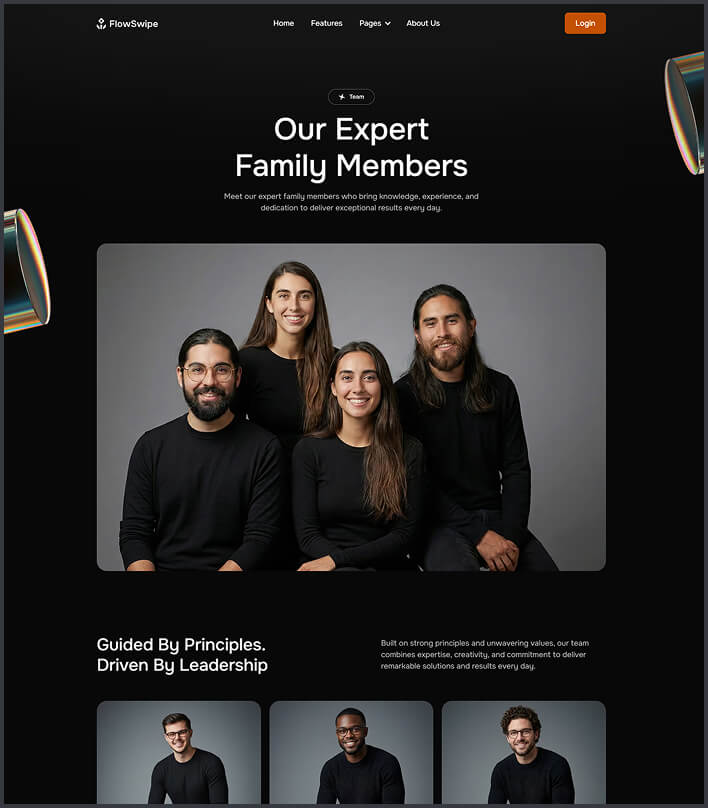 FlowSwipe
Home
Features
Pages
About Us
Login
Team
Our Expert
Family Members
Meet our expert family members who bring knowledge, experience, and
dedication to deliver exceptional results every day.
Guided By Principles.
Driven By Leadership
Built on strong principles and unwavering values, our team
combines expertise, creativity, and commitment to deliver
remarkable solutions and results every day.